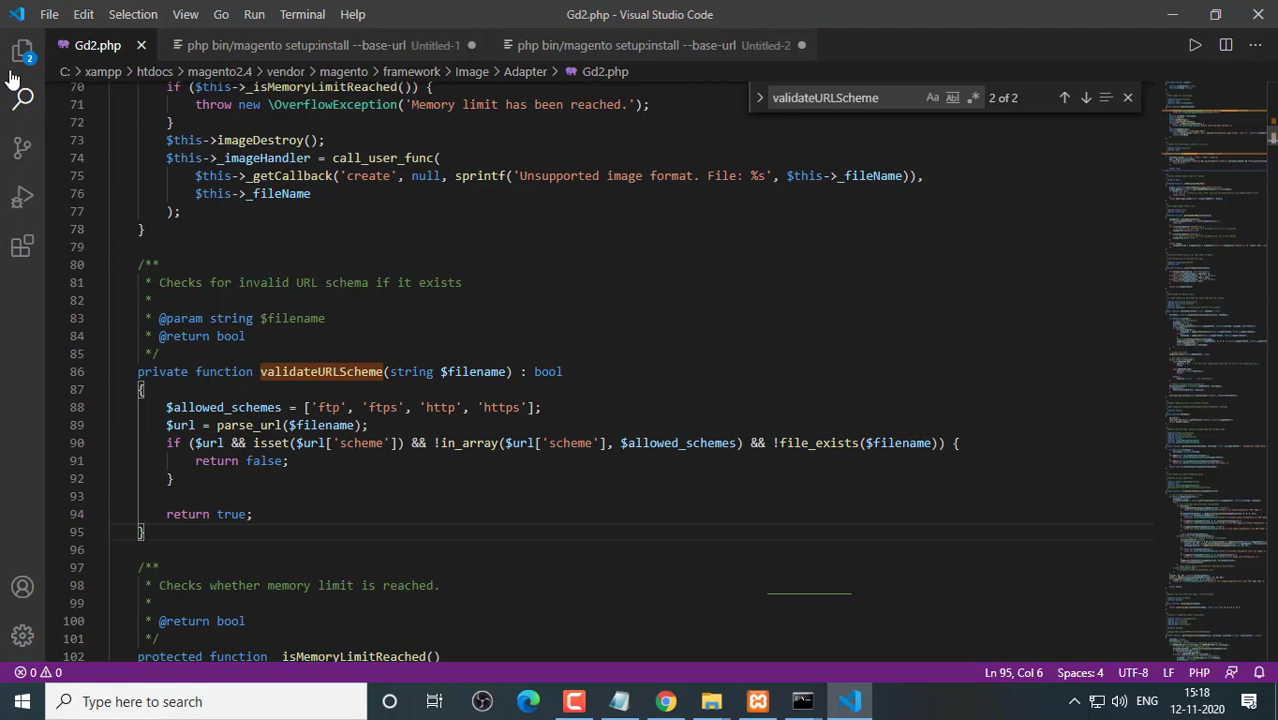 File Edit Selection View Go Run Terminal Help Gd2.php - Visual Studio Code
Gd2.php php bin/magento setup:install --base-url Untitled-1 php bin/magento setup:install --base-url Untitled-2
C: > xampp > htdocs > magento2.4 > vendor > magento > framework > Image > Adapter > Gd2.php
validateURLScheme Aa ab .* 2 of 2
2
70 if ($this->_isMemoryLimitReached()) {
71 throw new \OverflowException('Memory limit has been reached.');
72 }
73 $this->imageDestroy();
74 $this->_imageHandler = call_user_func(
75 $this->_getCallback('create', null, sprintf('Unsupported image format. File: %s', $this->_fileName)),
76 $this->_fileName
77 );
78 }
79
80 /**
81 * Checks for invalid URL schema if it exists
82 *
83 * @param string $filename
84 * @return bool
85 */
86 private function validateURLScheme(string $filename) : bool
87 {
88 $allowed_schemes = ['ftp', 'ftps', 'http', 'https'];
89 $url = parse_url($filename);
90 if ($url && isset($url['scheme']) && !in_array($url['scheme'], $allowed_schemes) && !file_exists($filename)) {
91 return false;
92 }
93
94 return true;
95 }
96
97 /**
98 * Checks whether memory limit is reached.
99 *
100 * @return bool
101 */
102 protected function _isMemoryLimitReached()
0 0 Ln 95, Col 6 Spaces: 4 UTF-8 LF PHP
Type here to search ENG 15:18
12-11-2020